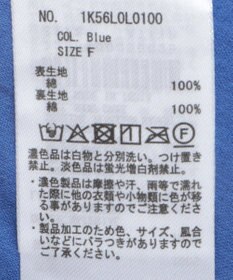 NO. 1K56L0L0100
COL. Blue
SIZE F
表生地
綿 100%
裏生地
綿 100%
濃色品は白物と分別洗い。つけ置き
禁止。淡色品は蛍光増白剤禁止。
・濃色製品は摩擦や汗、雨等で濡れ
た際に他の衣類や小物類に色が移
る事がありますのでご注意くださ
い。
・製品加工のため色、サイズ、風合
いなどにバラつきがありますので
ご了承ください。